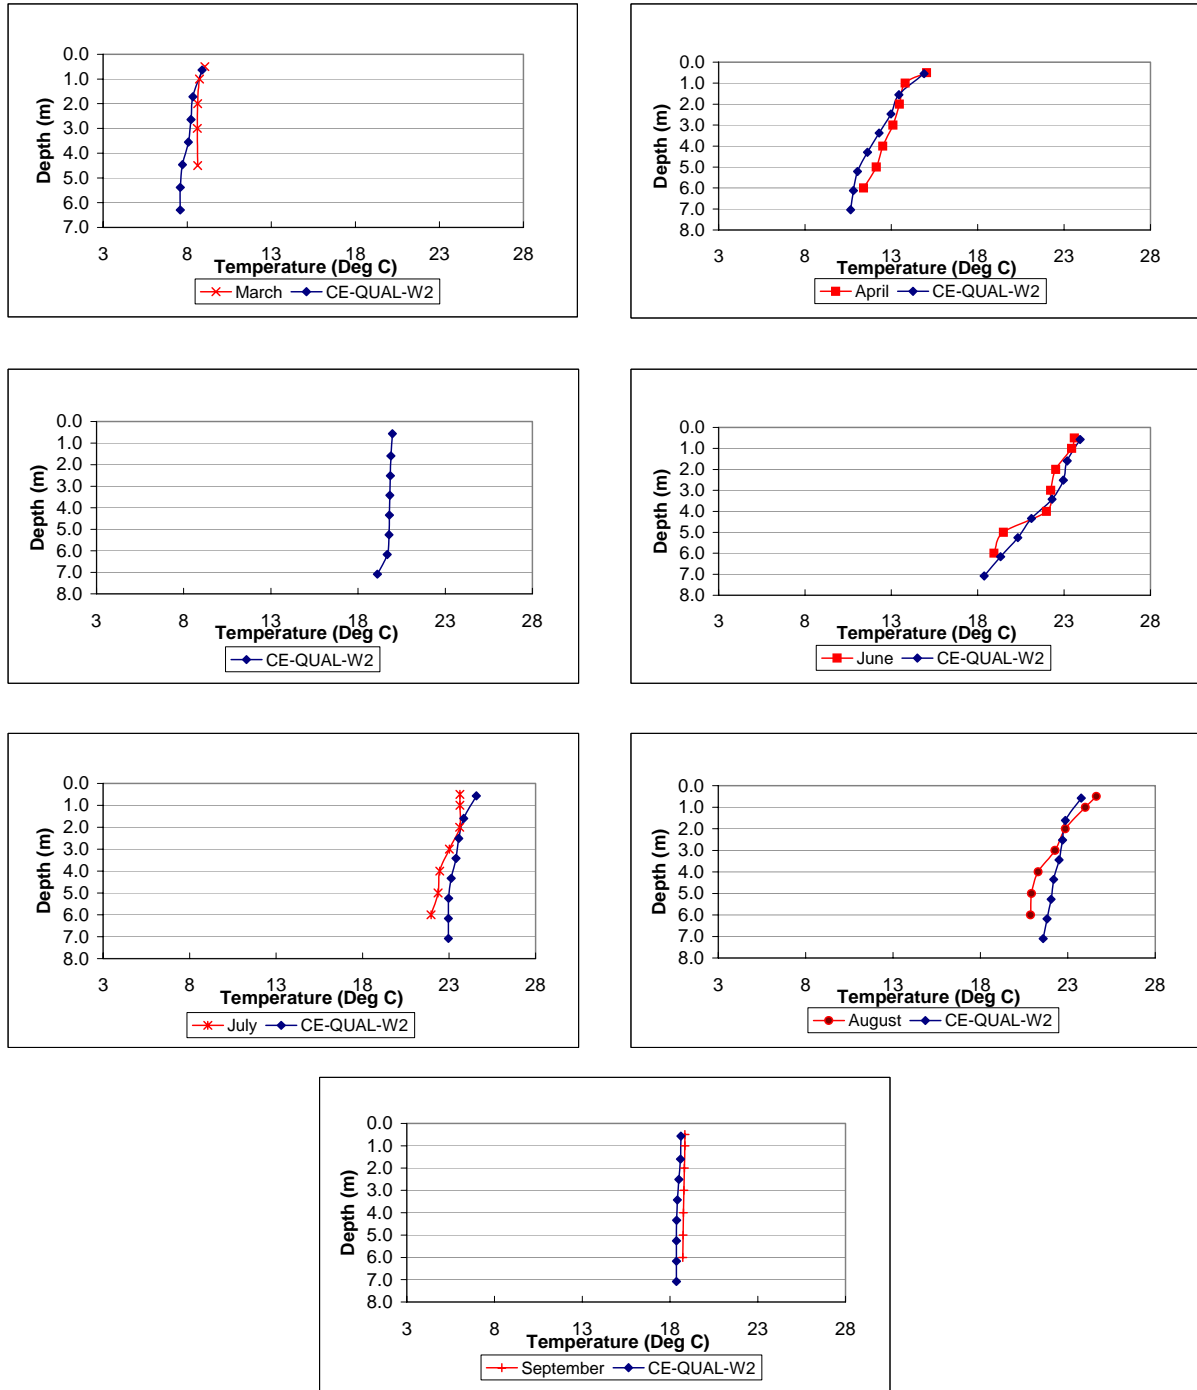 0.0
1.0
2.0
3.0
4.0
5.0
6.0
7.0
Depth (m)
3 8 13 18 23 28
Temperature (Deg C)
March CE-QUAL-W2
0.0
1.0
2.0
3.0
4.0
5.0
6.0
7.0
8.0
Depth (m)
3 8 13 18 23 28
Temperature (Deg C)
April CE-QUAL-W2
0.0
1.0
2.0
3.0
4.0
5.0
6.0
7.0
8.0
Depth (m)
3 8 13 18 23 28
Temperature (Deg C)
CE-QUAL-W2
0.0
1.0
2.0
3.0
4.0
5.0
6.0
7.0
8.0
Depth (m)
3 8 13 18 23 28
Temperature (Deg C)
June CE-QUAL-W2
0.0
1.0
2.0
3.0
4.0
5.0
6.0
7.0
8.0
Depth (m)
3 8 13 18 23 28
Temperature (Deg C)
July CE-QUAL-W2
0.0
1.0
2.0
3.0
4.0
5.0
6.0
7.0
8.0
Depth (m)
3 8 13 18 23 28
Temperature (Deg C)
August CE-QUAL-W2
0.0
1.0
2.0
3.0
4.0
5.0
6.0
7.0
8.0
Depth (m)
3 8 13 18 23 28
Temperature (Deg C)
September CE-QUAL-W2